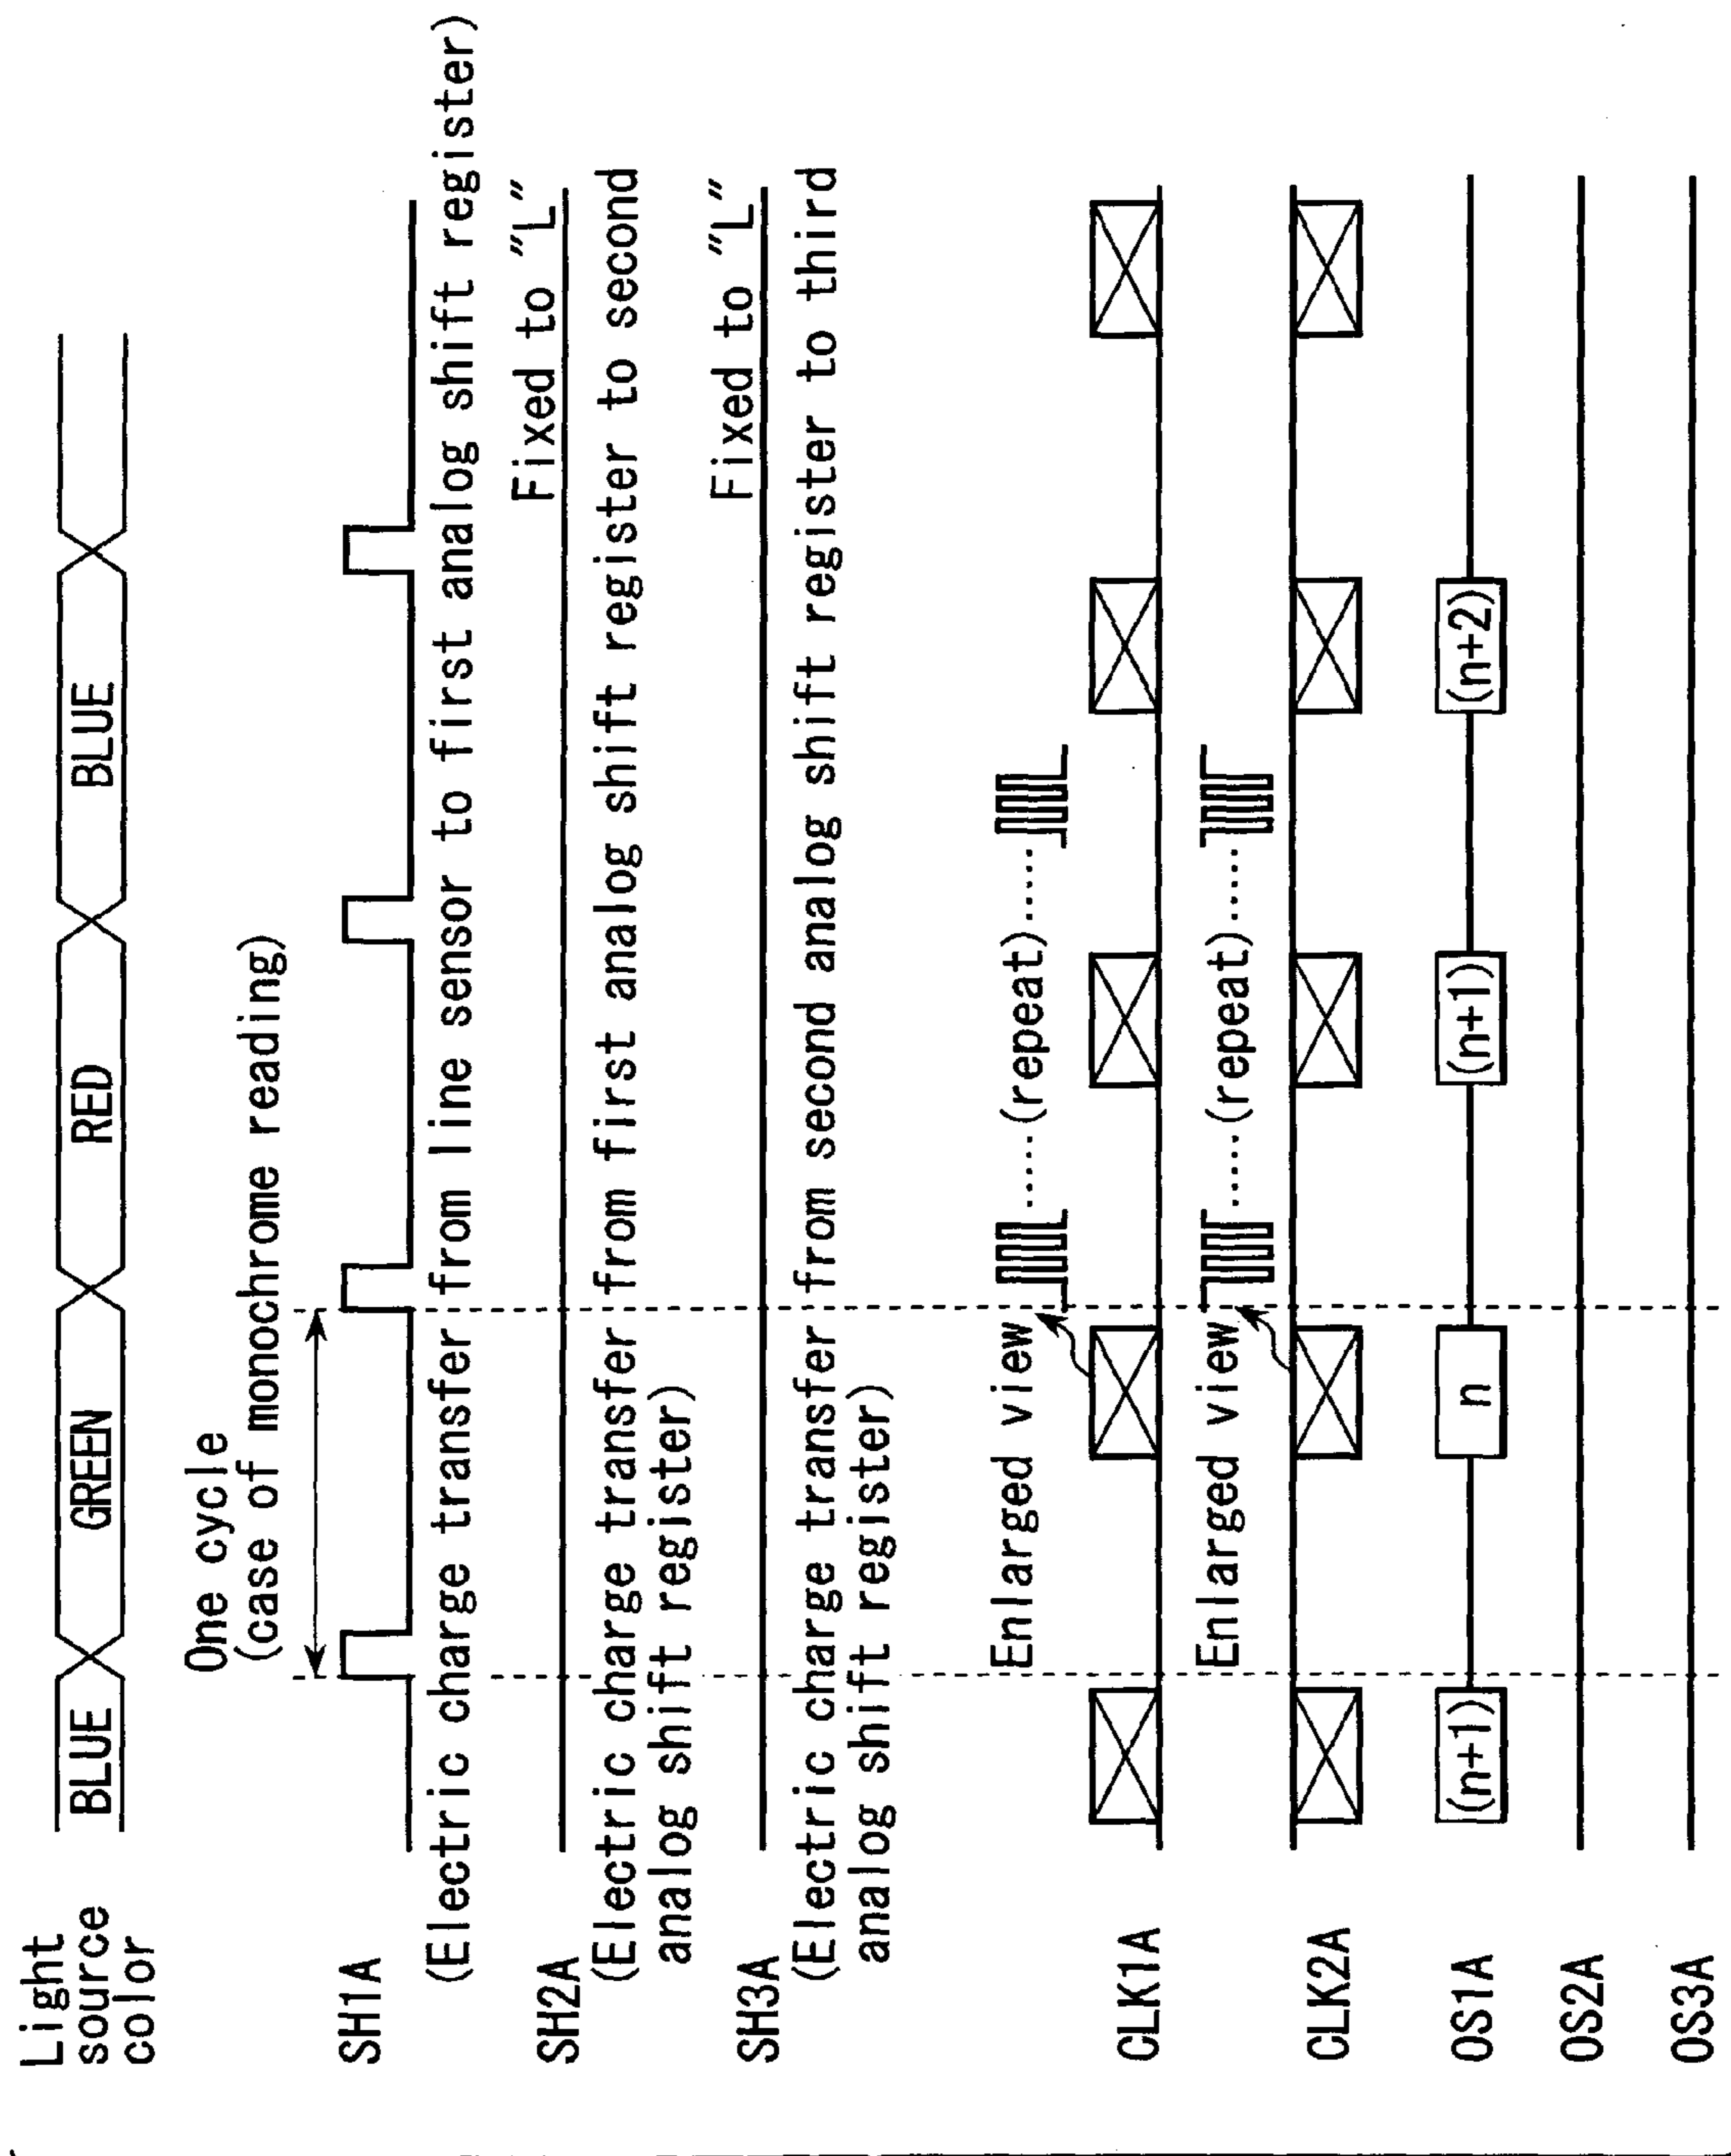 Light
source
color
BLUE
GREEN
RED
BLUE
One cycle
(case of monochrome reading)
SH1A
(Electric charge transfer from line sensor to first analog shift register)
SH2A
Fixed to "L"
(Electric charge transfer from first analog shift register to second
analog shift register)
SH3A
Fixed to "L"
(Electric charge transfer from second analog shift register to third
analog shift register)
Enlarged view
.....(repeat).....
CLK1A
Enlarged view
.....(repeat).....
CLK2A
OS1A
(n+1)
n
(n+1)
(n+2)
OS2A
OS3A